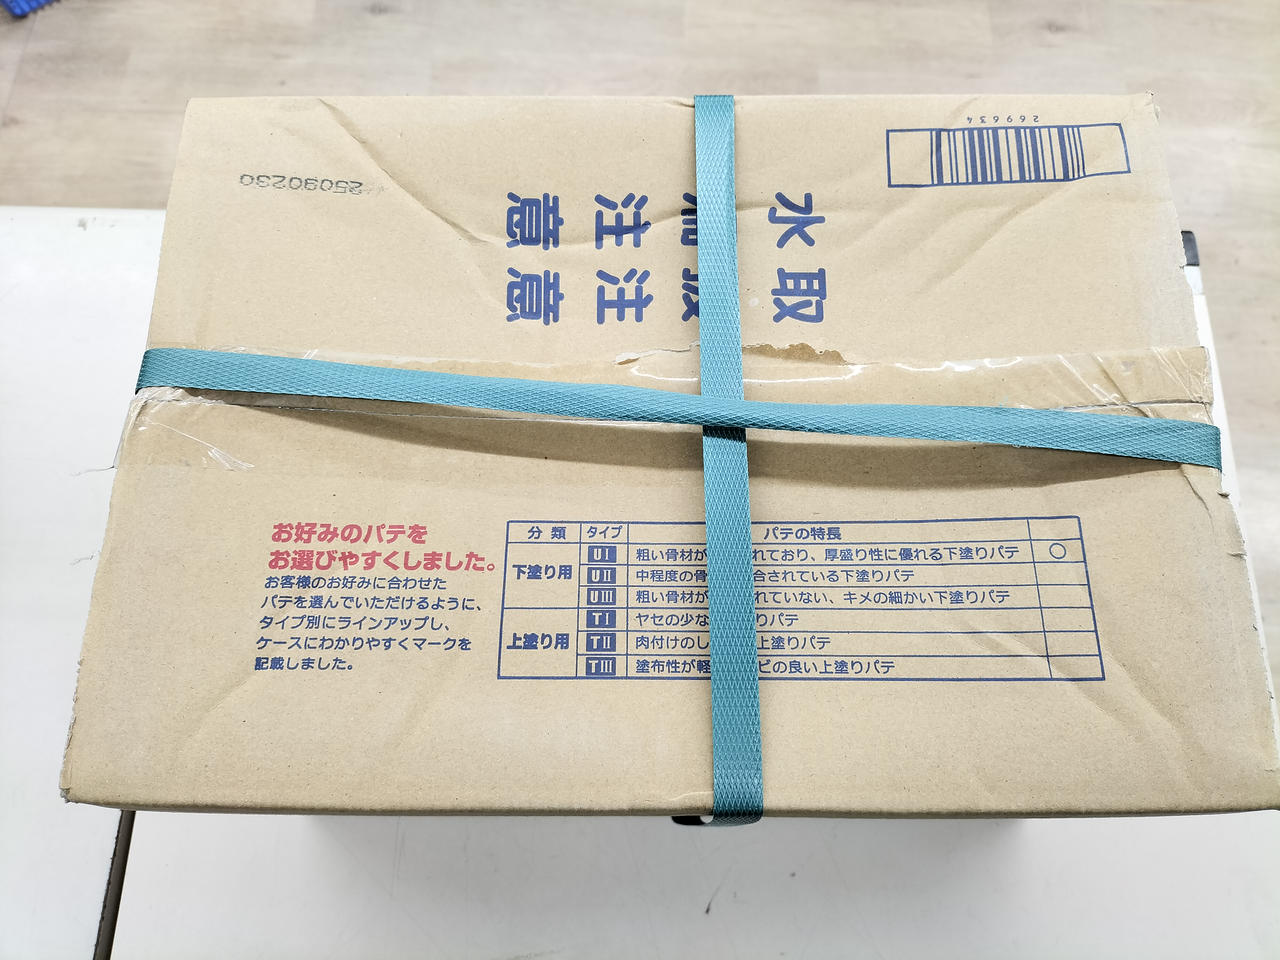 269634
25090230
水 注意
取 注意
お好みのパテを
お選びやすくしました。
お客様のお好みに合わせた
パテを選んでいただけるように、
タイプ別にラインアップし、
ケースにわかりやすくマークを
記載しました。
分類 タイプ パテの特長
下塗り用 UⅠ 粗い骨材が れており、厚盛り性に優れる下塗りパテ ○
UⅡ 中程度の骨 合されている下塗りパテ
UⅢ 粗い骨材が れていない、キメの細かい下塗りパテ
上塗り用 TⅠ ヤセの少な りパテ
TⅡ 肉付けのし 上塗りパテ
TⅢ 塗布性が軽 ビの良い上塗りパテ